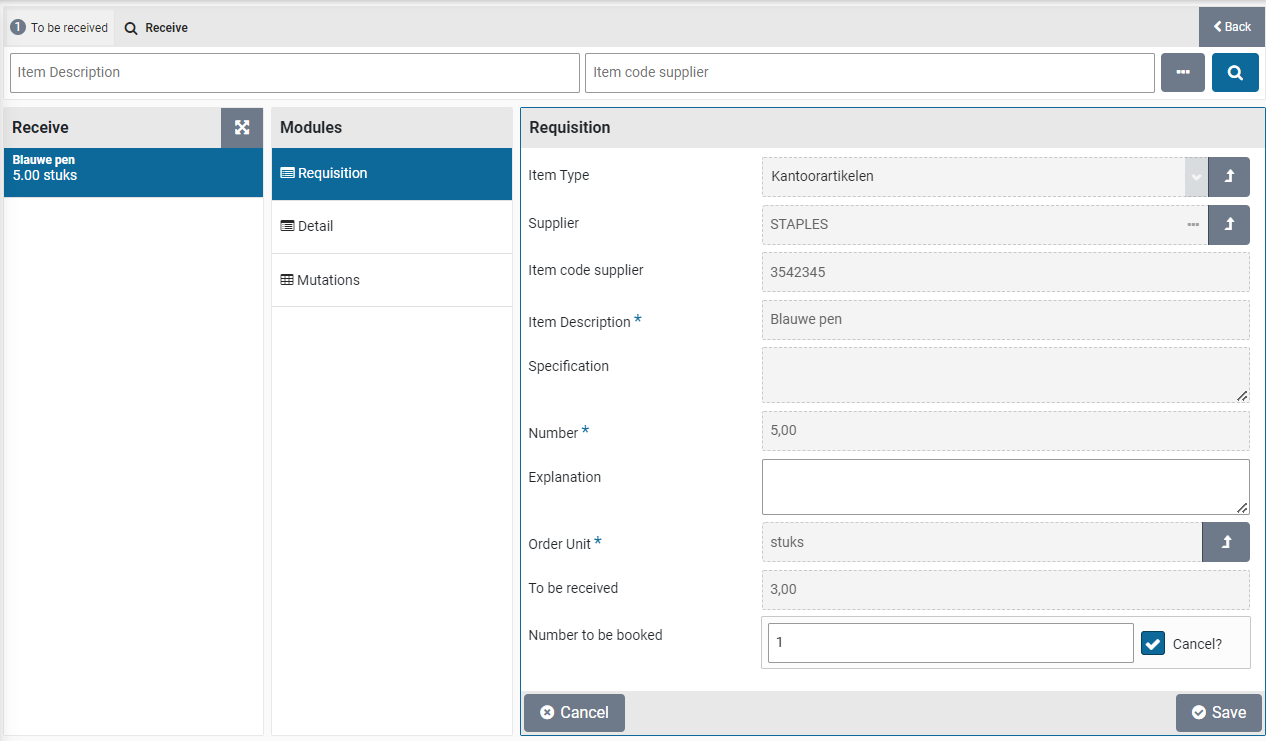 1 To be received
Receive
Back
Item Description
Item code supplier
Receive
Blauwe pen
5.00 stuks
Modules
Requisition
Detail
Mutations
Requisition
Item Type
Kantoorartikelen
Supplier
STAPLES
Item code supplier
3542345
Item Description *
Blauwe pen
Specification
Number *
5,00
Explanation
Order Unit *
stuks
To be received
3,00
Number to be booked
1
Cancel?
Cancel
Save